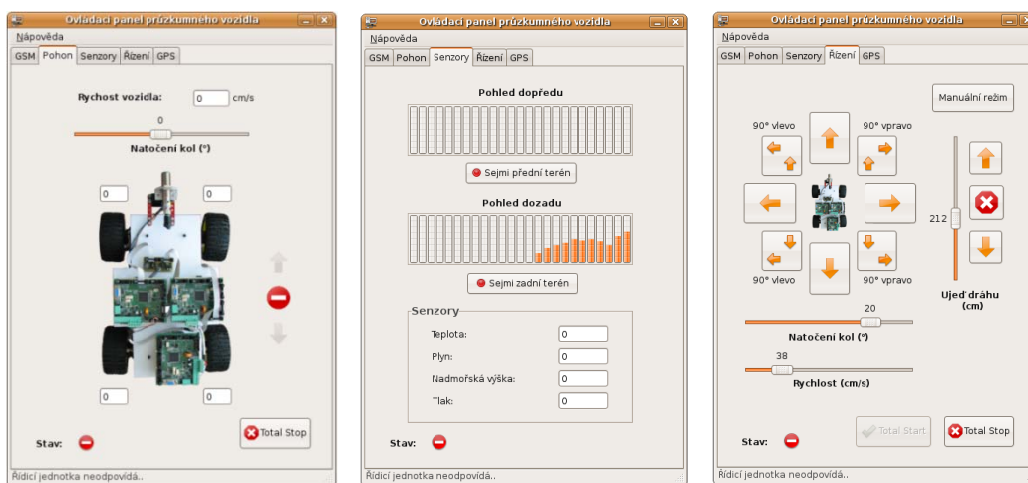 Ovládací panel průzkumného vozidla
Nápověda
GSM Pohon Senzory Řízení GPS
Rychost vozidla: 0 cm/s
0
Natočení kol (°)
0 0
0 0
Total Stop
Stav:
Řídicí jednotka neodpovídá..
Ovládací panel průzkumného vozidla
Nápověda
GSM Pohon Senzory Řízení GPS
Pohled dopředu
Sejmi přední terén
Pohled dozadu
Sejmi zadní terén
Senzory
Teplota: 0
Plyn: 0
Nadmořská výška: 0
Tlak: 0
Stav:
Řídicí jednotka neodpovídá..
Ovládací panel průzkumného vozidla
Nápověda
GSM Pohon Senzory Řízení GPS
Manuální režim
90° vlevo 90° vpravo
212
90° vlevo 90° vpravo
Ujeď dráhu
(cm)
20
Natočení kol (°)
38
Rychlost (cm/s)
Total Start Total Stop
Stav:
Řídicí jednotka neodpovídá..